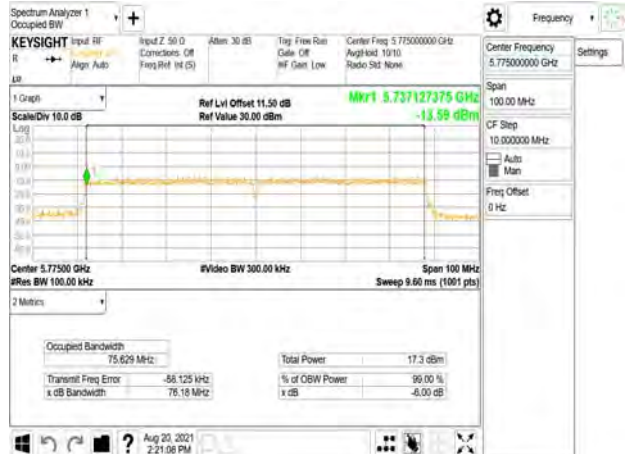 Spectrum Analyzer 1
Occupied BW
Frequency
KEYSIGHT
R
LR
Input: RF
Align: Auto
Input Z: 50 Ω
Corrections: Off
Freq Ref: Int (S)
Atten: 30 dB
Trig: Free Run
Gate: Off
#IF Gain: Low
Center Freq: 5.775000000 GHz
Avg|Hold: 10/10
Radio Std: None
Center Frequency
5.775000000 GHz
Settings
Span
100.00 MHz
CF Step
10.000000 MHz
Auto
Man
Freq Offset
0 Hz
1 Graph
Scale/Div 10.0 dB
Log
Ref Lvl Offset 11.50 dB
Ref Value 30.00 dBm
Mkr1 5.737127375 GHz
-13.59 dBm
Center 5.77500 GHz
#Res BW 100.00 kHz
#Video BW 300.00 kHz
Span 100 MHz
Sweep 9.60 ms (1001 pts)
2 Metrics
Occupied Bandwidth
75.629 MHz
Total Power 17.3 dBm
Transmit Freq Error -56.125 kHz
% of OBW Power 99.00 %
x dB Bandwidth 76.18 MHz
x dB -6.00 dB
?
Aug 20, 2021
2:21:08 PM